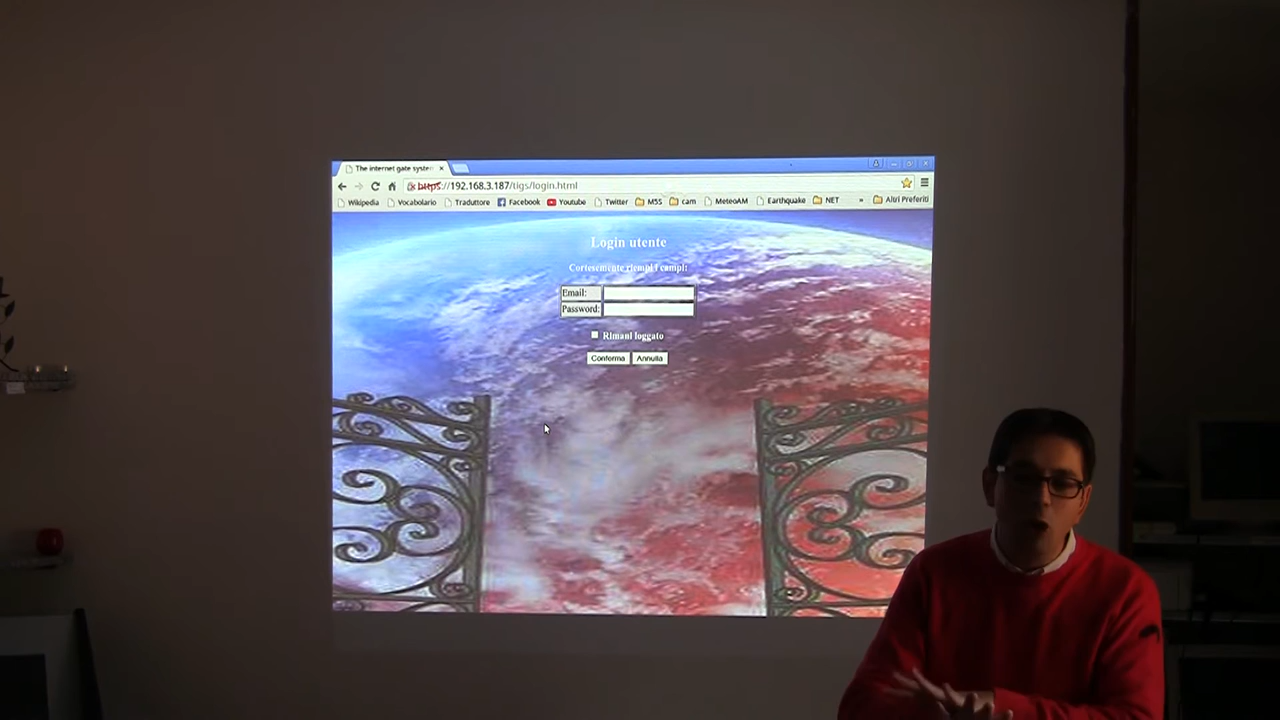 The internet gate system
https://192.168.3.187/tigs/login.html
Wikipedia Vocabolario Traduttore Facebook Youtube Twitter M5S cam MeteoAM Earthquake NET » Altri Preferiti
Login utente
Cortesemente riempi i campi:
Email:
Password:
Rimani loggato
Conferma Annulla